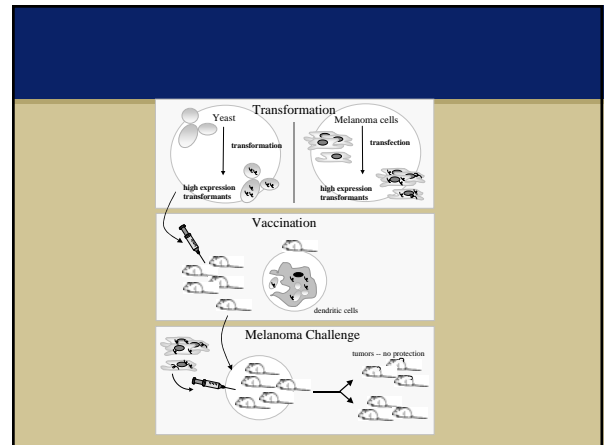 Transformation
Yeast
transformation
high expression
transformants
Melanoma cells
transfection
high expression
transformants
Vaccination
dendritic cells
Melanoma Challenge
tumors -- no protection